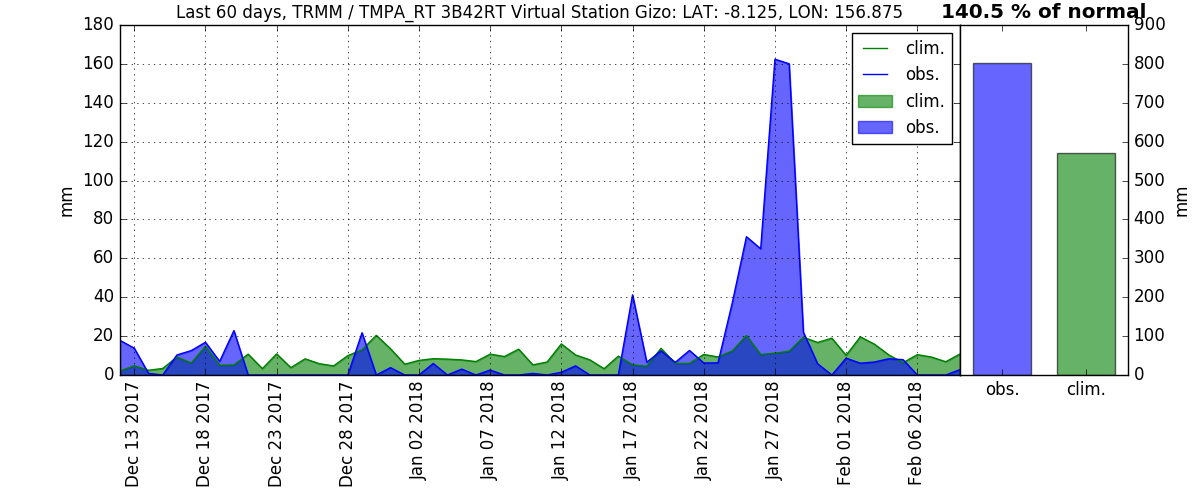 Last 60 days, TRMM / TMPA_RT 3B42RT Virtual Station Gizo: LAT: -8.125, LON: 156.875
140.5 % of normal
180
160
140
120
100
80
60
40
20
0
mm
clim.
obs.
clim.
obs.
Dec 13 2017
Dec 18 2017
Dec 23 2017
Dec 28 2017
Jan 02 2018
Jan 07 2018
Jan 12 2018
Jan 17 2018
Jan 22 2018
Jan 27 2018
Feb 01 2018
Feb 06 2018
900
800
700
600
500
400
300
200
100
0
mm
obs.
clim.